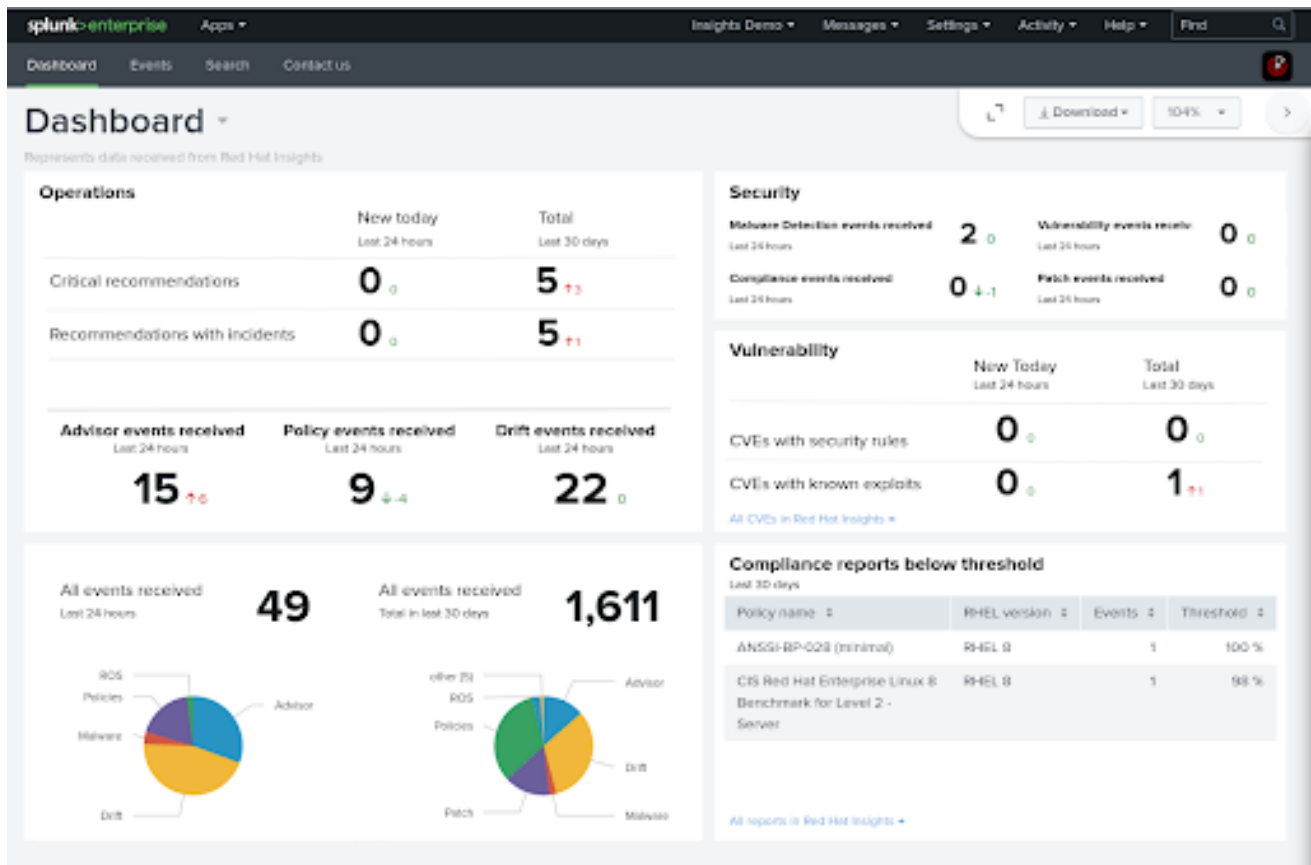 splunk>enterprise Apps Insights Demo Messages Settings Activity Help Find
Dashboard Events Search Contact us
Dashboard
Download 104%
Represents data received from Red Hat Insights
Operations
New today Total
Last 24 hours Last 30 days
Critical recommendations 0 0 5 ↑3
Recommendations with incidents 0 0 5 ↑1
Advisor events received Policy events received Drift events received
Last 24 hours Last 24 hours Last 24 hours
15 ↑6 9 ↓-4 22 0
Security
Malware Detection events received 2 0 Vulnerability events receiv 0 0
Last 24 hours Last 24 hours
Compliance events received 0 ↓-1 Patch events received 0 0
Last 24 hours Last 24 hours
Vulnerability
New Today Total
Last 24 hours Last 30 days
CVEs with security rules 0 0 0 0
CVEs with known exploits 0 0 1 ↑1
All CVEs in Red Hat Insights
All events received 49 All events received 1,611
Last 24 hours Total in last 30 days
ROS
Policies
Advisor
Malware
Drift
other (5)
ROS
Advisor
Policies
Drift
Patch
Malware
Compliance reports below threshold
Last 30 days
Policy name RHEL version Events Threshold
ANSSI-BP-028 (minimal) RHEL 8 1 100 %
CIS Red Hat Enterprise Linux 8 RHEL 8 1 98 %
Benchmark for Level 2 -
Server
All reports in Red Hat Insights